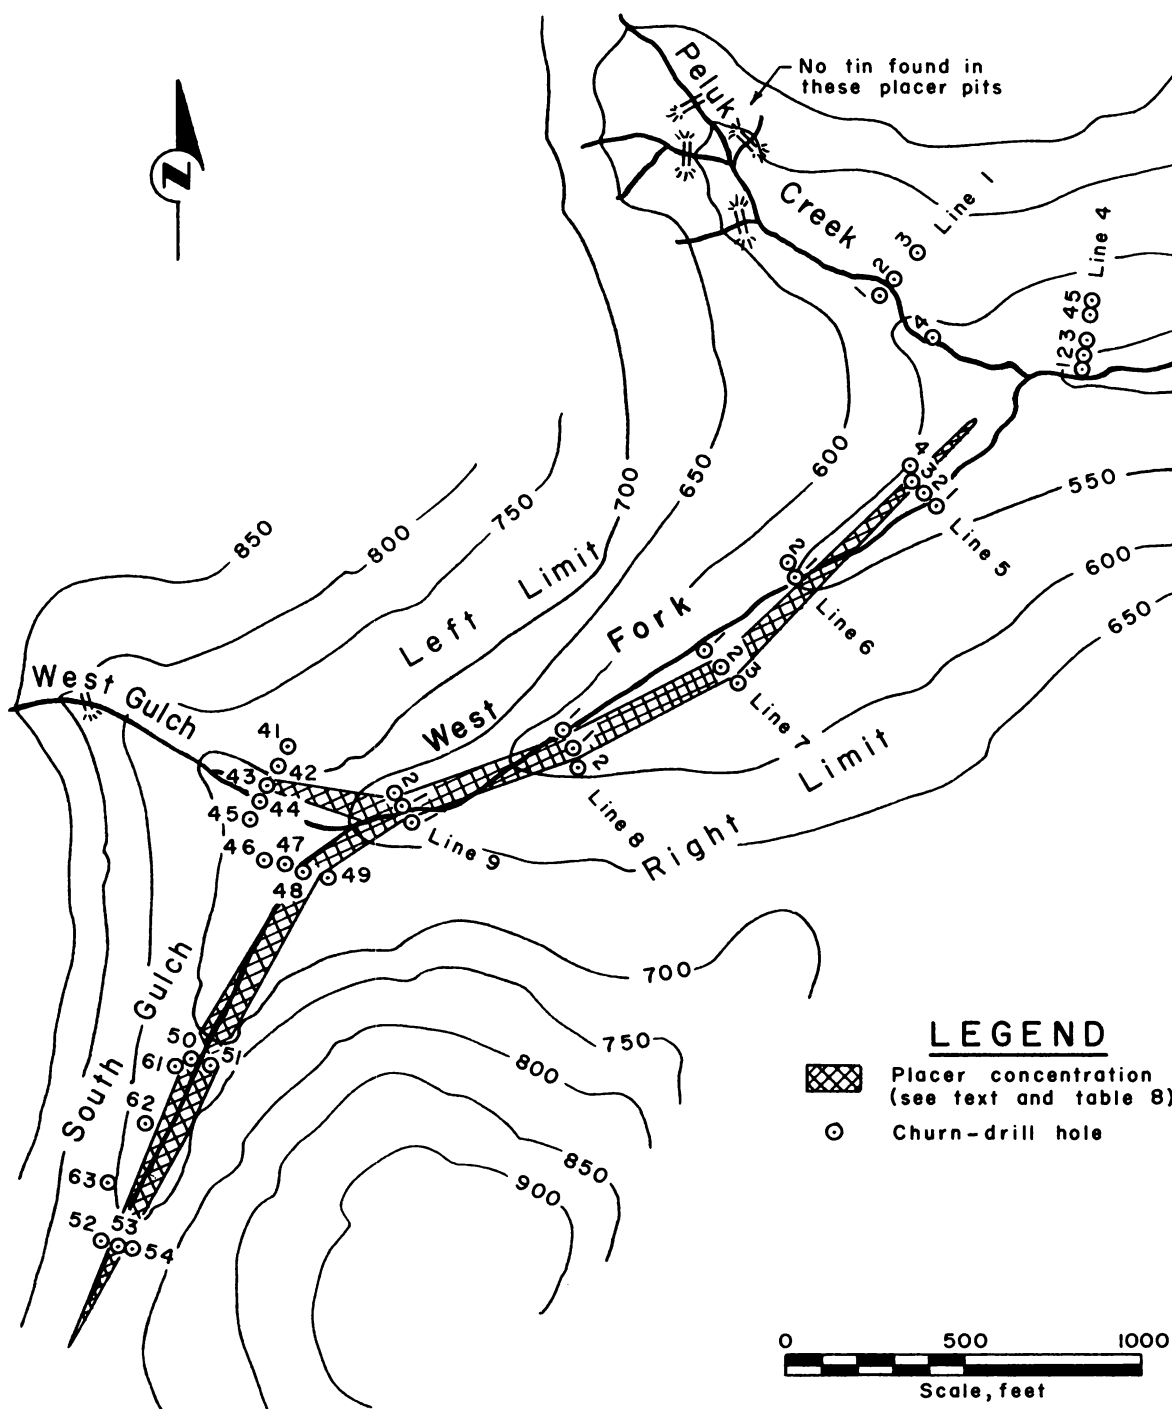 No tin found in
these placer pits
Peluk
Creek
Line 1
3
2
1
4
Line 4
45
3
2
1
N
4
3
2
1
Line 5
550
600
650
600
650
700
750
800
850
Left Limit
West Fork
2
1
Line 6
1
2
3
Line 7
1
1
2
Line 8
Right Limit
West Gulch
41
42
43
44
45
46
47
48
49
2
1
Line 9
South Gulch
50
51
61
62
63
52
53
54
700
750
800
850
900
LEGEND
Placer concentration
(see text and table 8)
Churn-drill hole
0 500 1000
Scale, feet